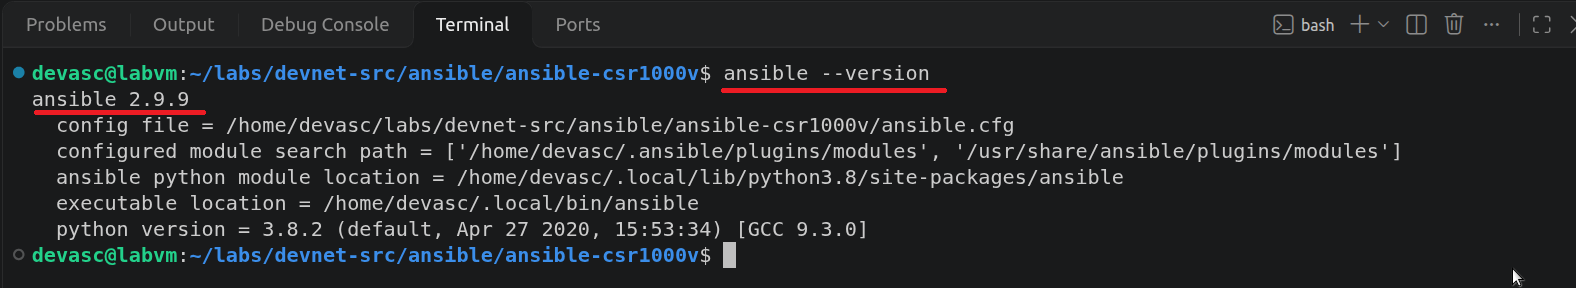 Problems Output Debug Console Terminal Ports bash
devasc@labvm:~/labs/devnet-src/ansible/ansible-csr1000v$ ansible --version
ansible 2.9.9
  config file = /home/devasc/labs/devnet-src/ansible/ansible-csr1000v/ansible.cfg
  configured module search path = ['/home/devasc/.ansible/plugins/modules', '/usr/share/ansible/plugins/modules']
  ansible python module location = /home/devasc/.local/lib/python3.8/site-packages/ansible
  executable location = /home/devasc/.local/bin/ansible
  python version = 3.8.2 (default, Apr 27 2020, 15:53:34) [GCC 9.3.0]
devasc@labvm:~/labs/devnet-src/ansible/ansible-csr1000v$